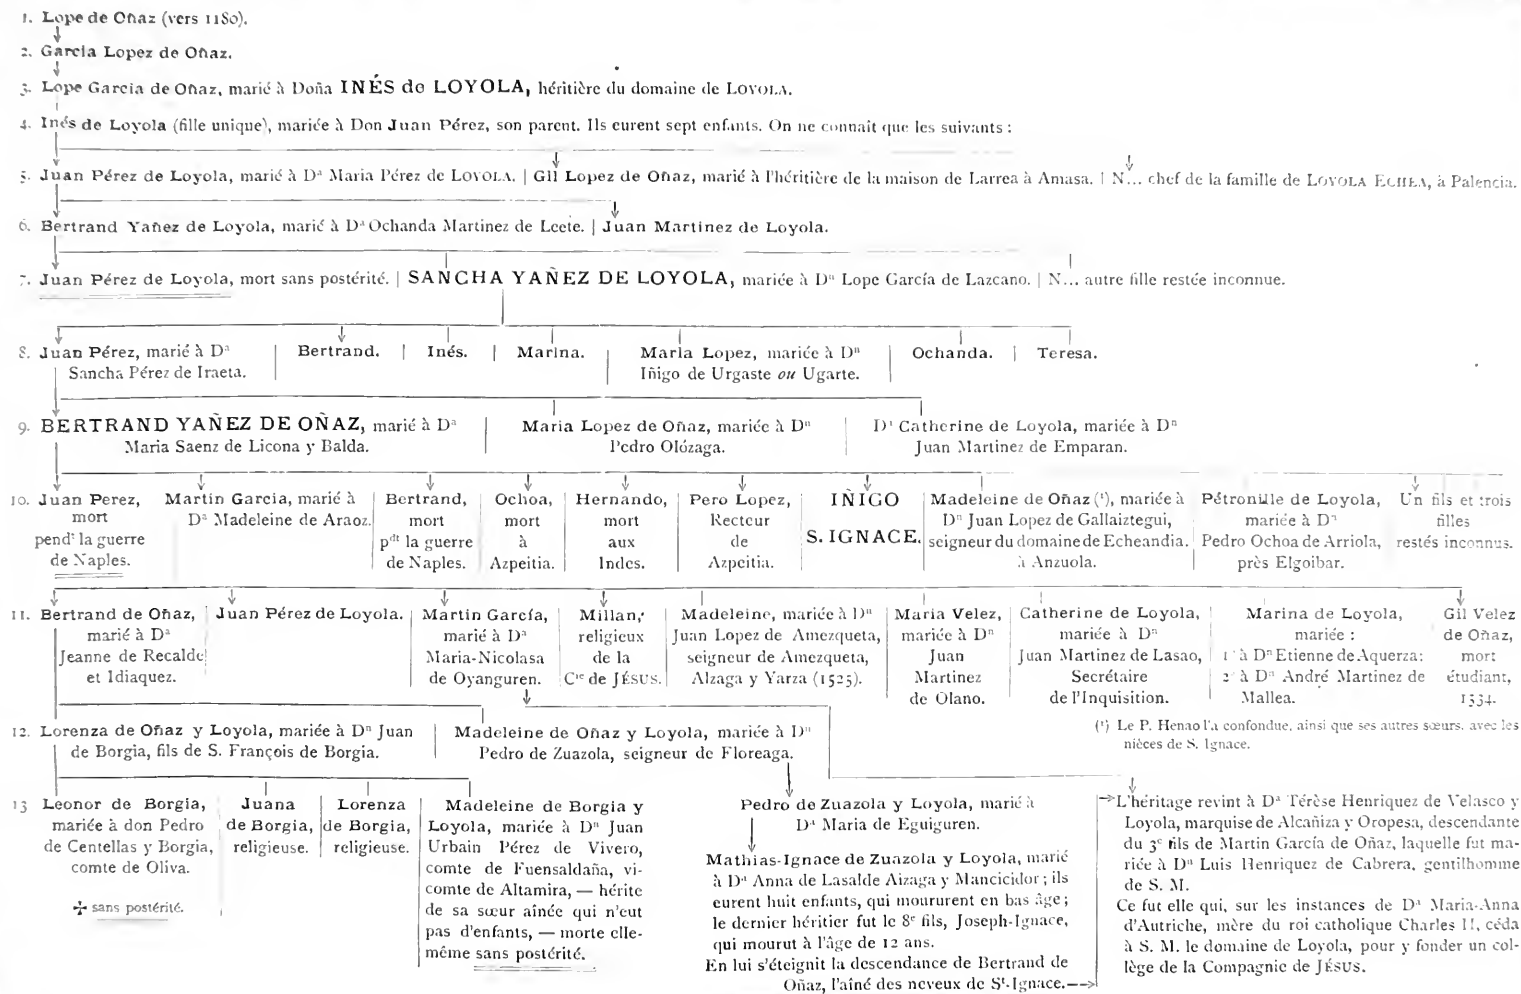 1. Lope de Oñaz (vers 1180).
2. Garcia Lopez de Oñaz.
3. Lope Garcia de Oñaz, marié à Doña INÉS de LOYOLA, héritière du domaine de LOYOLA.
4. Inés de Loyola (fille unique), mariée à Don Juan Pérez, son parent. Ils eurent sept enfants. On ne connaît que les suivants :
5. Juan Pérez de Loyola, marié à Dª Maria Pérez de LOYOLA. | Gil Lopez de Oñaz, marié à l'héritière de la maison de Larrea à Amasa. | N... chef de la famille de LOYOLA ECHEA, à Palencia.
6. Bertrand Yañez de Loyola, marié à Dª Ochanda Martinez de Leete. | Juan Martinez de Loyola.
7. Juan Pérez de Loyola, mort sans postérité. | SANCHA YAÑEZ DE LOYOLA, mariée à Dⁿ Lope García de Lazcano. | N... autre fille restée inconnue.
8. Juan Pérez, marié à Dª
Sancha Pérez de Iraeta.
Bertrand. | Inés. | Marina.
Maria Lopez, mariée à Dⁿ
Iñigo de Urgaste ou Ugarte.
Ochanda. | Teresa.
9. BERTRAND YAÑEZ DE OÑAZ, marié à Dª
Maria Saenz de Licona y Balda.
Maria Lopez de Oñaz, mariée à Dⁿ
Pedro Olózaga.
Dª Catherine de Loyola, mariée à Dⁿ
Juan Martinez de Emparan.
10. Juan Perez,
mort
pendᵗ la guerre
de Naples.
Martin Garcia, marié à
Dª Madeleine de Araoz.
Bertrand,
mort
pᵈᵗ la guerre
de Naples.
Ochoa,
mort
à
Azpeitia.
Hernando,
mort
aux
Indes.
Pero Lopez,
Recteur
de
Azpeitia.
IÑIGO
S. IGNACE.
Madeleine de Oñaz (¹), mariée à
Dⁿ Juan Lopez de Gallaiztegui,
seigneur du domaine de Echeandia.
à Anzuola.
Pétronille de Loyola,
mariée à Dⁿ
Pedro Ochoa de Arriola,
près Elgoibar.
Un fils et trois
filles
restés inconnus.
11. Bertrand de Oñaz,
marié à Dª
Jeanne de Recalde
et Idiaquez.
Juan Pérez de Loyola.
Martin García,
marié à Dª
Maria-Nicolasa
de Oyanguren.
Millan,
religieux
de la
Cⁱᵉ de JÉSUS.
Madeleine, mariée à Dⁿ
Juan Lopez de Amezqueta,
seigneur de Amezqueta,
Alzaga y Yarza (1525).
Maria Velez,
mariée à Dⁿ
Juan
Martinez
de Olano.
Catherine de Loyola,
mariée à Dⁿ
Juan Martinez de Lasao,
Secrétaire
de l'Inquisition.
Marina de Loyola,
mariée :
1° à Dⁿ Etienne de Aquerza:
2° à Dⁿ André Martinez de
Mallea.
Gil Velez
de Oñaz,
mort
étudiant,
1534.
12. Lorenza de Oñaz y Loyola, mariée à Dⁿ Juan
de Borgia, fils de S. François de Borgia.
Madeleine de Oñaz y Loyola, mariée à Dⁿ
Pedro de Zuazola, seigneur de Floreaga.
(¹) Le P. Henao l'a confondue, ainsi que ses autres sœurs. avec les
nièces de S. Ignace.
13 Leonor de Borgia,
mariée à don Pedro
de Centellas y Borgia,
comte de Oliva.
✢ sans postérité.
Juana
de Borgia,
religieuse.
Lorenza
de Borgia,
religieuse.
Madeleine de Borgia y
Loyola, mariée à Dⁿ Juan
Urbain Pérez de Vivero,
comte de Fuensaldaña, vi-
comte de Altamira, — hérite
de sa sœur aînée qui n'eut
pas d'enfants, — morte elle-
même sans postérité.
Pedro de Zuazola y Loyola, marié à
Dª Maria de Eguiguren.
Mathias-Ignace de Zuazola y Loyola, marié
à Dª Anna de Lasalde Aizaga y Mancicidor ; ils
eurent huit enfants, qui moururent en bas âge ;
le dernier héritier fut le 8ᵉ fils, Joseph-Ignace,
qui mourut à l'âge de 12 ans.
En lui s'éteignit la descendance de Bertrand de
Oñaz, l'aîné des neveux de Sᵗ-Ignace.
L'héritage revint à Dª Térèse Henriquez de Velasco y
Loyola, marquise de Alcañiza y Oropesa, descendante
du 3ᵉ fils de Martin García de Oñaz, laquelle fut ma-
riée à Dⁿ Luis Henriquez de Cabrera, gentilhomme
de S. M.
Ce fut elle qui, sur les instances de Dª Maria-Anna
d'Autriche, mère du roi catholique Charles II, céda
à S. M. le domaine de Loyola, pour y fonder un col-
lège de la Compagnie de JÉSUS.